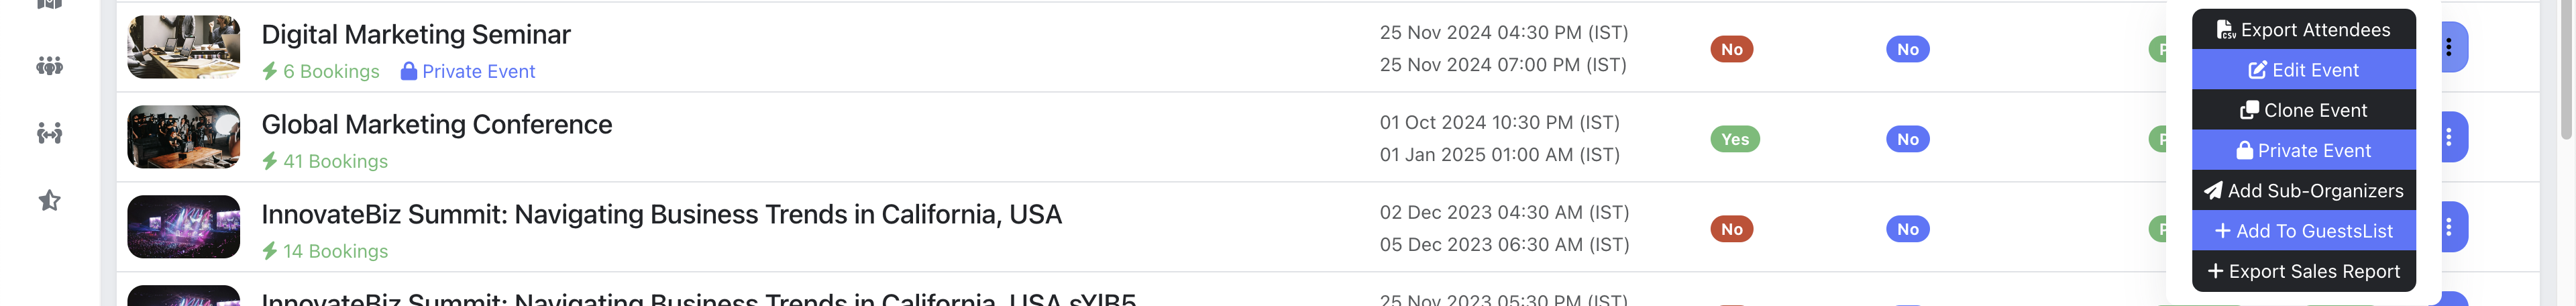 Digital Marketing Seminar
6 Bookings Private Event
25 Nov 2024 04:30 PM (IST)
25 Nov 2024 07:00 PM (IST)
No
No
Global Marketing Conference
41 Bookings
01 Oct 2024 10:30 PM (IST)
01 Jan 2025 01:00 AM (IST)
Yes
No
InnovateBiz Summit: Navigating Business Trends in California, USA
14 Bookings
02 Dec 2023 04:30 AM (IST)
05 Dec 2023 06:30 AM (IST)
No
No
InnovateBiz Summit: Navigating Business Trends in California, USA
25 Nov 2023 05:30 PM (IST)
CSV Export Attendees
Edit Event
Clone Event
Private Event
Add Sub-Organizers
Add To GuestsList
Export Sales Report